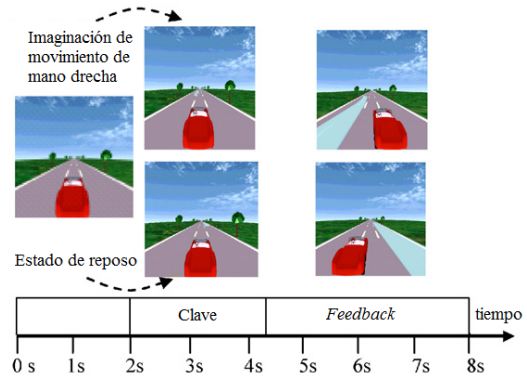 Imaginación de
movimiento de
mano drecha
Estado de reposo
Clave
Feedback
tiempo
0 s 1s 2s 3s 4s 5s 6s 7s 8s